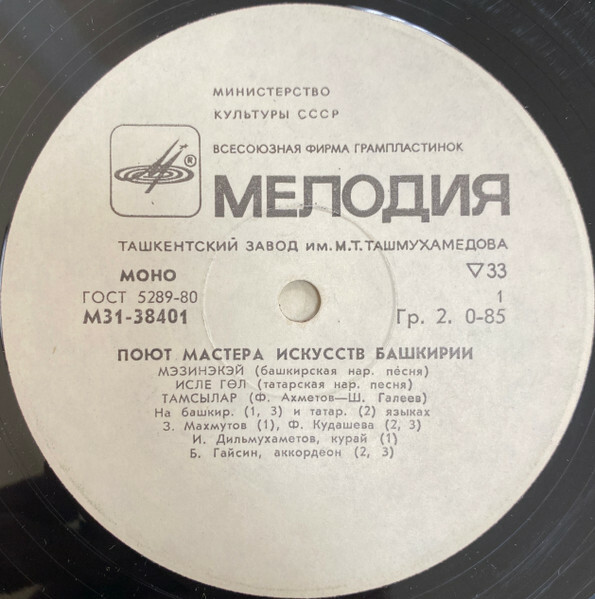 МИНИСТЕРСТВО
КУЛЬТУРЫ СССР
ВСЕСОЮЗНАЯ ФИРМА ГРАМПЛАСТИНОК
®
МЕЛОДИЯ
ТАШКЕНТСКИЙ ЗАВОД ИМ. М.Т. ТАШМУХАМЕДОВА
МОНО ▽33
ГОСТ 5289-80 1
М31-38401 Гр. 2. 0-85
ПОЮТ МАСТЕРА ИСКУССТВ БАШКИРИИ
МЭЗИНЭКЭЙ (башкирская нар. песня)
ИСЛЕ ГӨЛ (татарская нар. песня)
ТАМСЫЛАР (Ф. Ахметов—Ш. Галеев)
На башкир. (1, 3) и татар. (2) языках
З. Махмутов (1), Ф. Кудашева (2, 3)
И. Дильмухаметов, курай (1)
Б. Гайсин, аккордеон (2, 3)